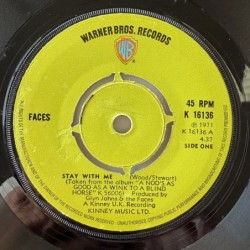 WARNER BROS. RECORDS
FACES
45 RPM
K 16136
℗ 1971
K 16136 A
4.37
SIDE ONE
STAY WITH ME (Wood/Stewart)
(Taken from the album "A NOD'S AS
GOOD AS A WINK TO A BLIND
HORSE" K 56006) Produced by
Glyn Johns & the Faces
A Kinney U.K. Recording
KINNEY MUSIC LTD.